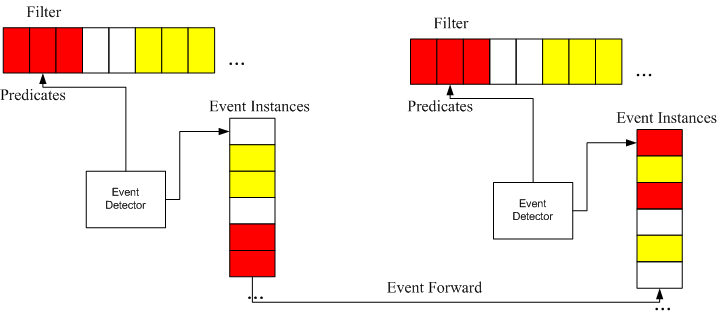 Filter
...
Predicates
Event Instances
Event
Detector
...
Event Forward
Filter
...
Predicates
Event Instances
Event
Detector
...